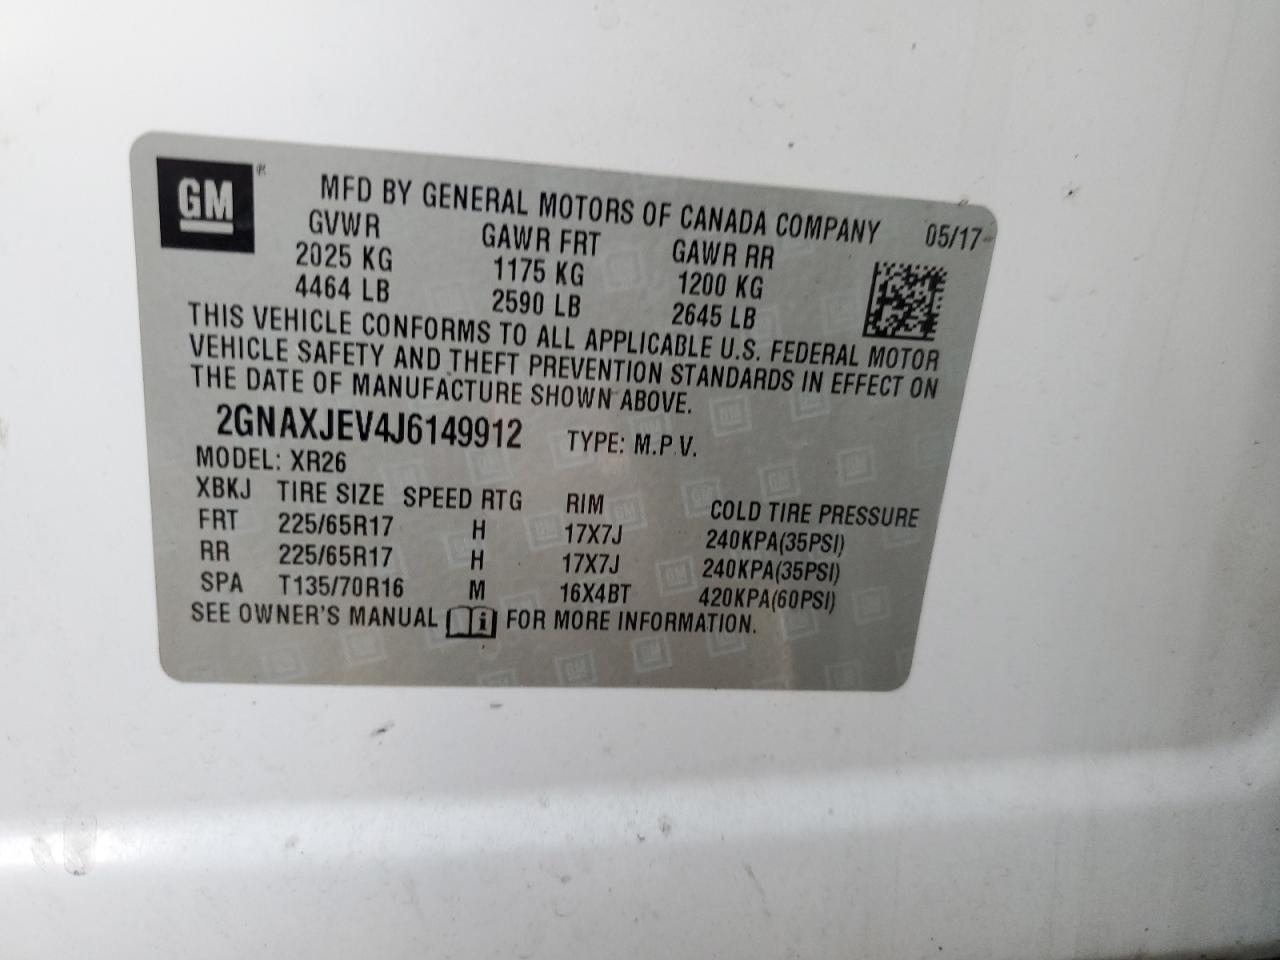 GM ® MFD BY GENERAL MOTORS OF CANADA COMPANY 05/17
GVWR GAWR FRT GAWR RR
2025 KG 1175 KG 1200 KG
4464 LB 2590 LB 2645 LB
THIS VEHICLE CONFORMS TO ALL APPLICABLE U.S. FEDERAL MOTOR
VEHICLE SAFETY AND THEFT PREVENTION STANDARDS IN EFFECT ON
THE DATE OF MANUFACTURE SHOWN ABOVE.
2GNAXJEV4J6149912 TYPE: M.P.V.
MODEL: XR26
XBKJ TIRE SIZE SPEED RTG RIM COLD TIRE PRESSURE
FRT 225/65R17 H 17X7J 240KPA(35PSI)
RR 225/65R17 H 17X7J 240KPA(35PSI)
SPA T135/70R16 M 16X4BT 420KPA(60PSI)
SEE OWNER'S MANUAL i FOR MORE INFORMATION.